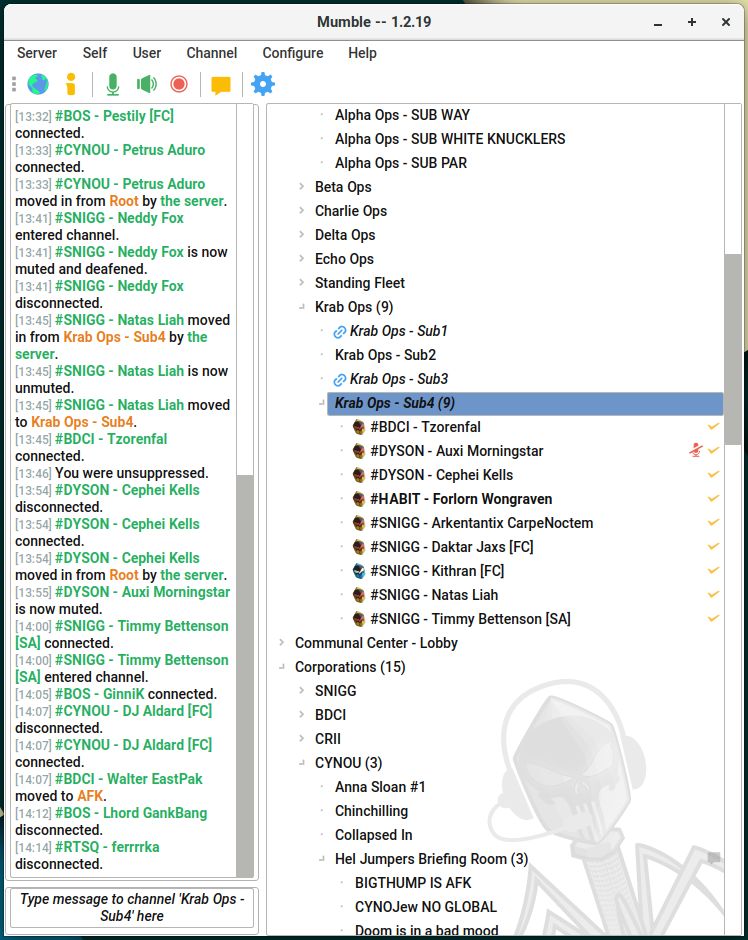 Mumble -- 1.2.19
Server Self User Channel Configure Help
[13:32] #BOS - Pestily [FC]
connected.
[13:33] #CYNOU - Petrus Aduro
connected.
[13:33] #CYNOU - Petrus Aduro
moved in from Root by the server.
[13:41] #SNIGG - Neddy Fox
entered channel.
[13:41] #SNIGG - Neddy Fox is now
muted and deafened.
[13:41] #SNIGG - Neddy Fox
disconnected.
[13:45] #SNIGG - Natas Liah moved
in from Krab Ops - Sub4 by the
server.
[13:45] #SNIGG - Natas Liah is now
unmuted.
[13:45] #SNIGG - Natas Liah moved
to Krab Ops - Sub4.
[13:45] #BDCI - Tzorenfal
connected.
[13:46] You were unsuppressed.
[13:54] #DYSON - Cephei Kells
disconnected.
[13:54] #DYSON - Cephei Kells
connected.
[13:54] #DYSON - Cephei Kells
moved in from Root by the server.
[13:55] #DYSON - Auxi Morningstar
is now muted.
[14:00] #SNIGG - Timmy Bettenson
[SA] connected.
[14:00] #SNIGG - Timmy Bettenson
[SA] entered channel.
[14:05] #BOS - GinniK connected.
[14:07] #CYNOU - DJ Aldard [FC]
disconnected.
[14:07] #CYNOU - DJ Aldard [FC]
connected.
[14:07] #BDCI - Walter EastPak
moved to AFK.
[14:12] #BOS - Lhord GankBang
disconnected.
[14:14] #RTSQ - ferrrrka
disconnected.
Type message to channel 'Krab Ops -
Sub4' here
Alpha Ops - SUB WAY
Alpha Ops - SUB WHITE KNUCKLERS
Alpha Ops - SUB PAR
Beta Ops
Charlie Ops
Delta Ops
Echo Ops
Standing Fleet
Krab Ops (9)
Krab Ops - Sub1
Krab Ops - Sub2
Krab Ops - Sub3
Krab Ops - Sub4 (9)
#BDCI - Tzorenfal
#DYSON - Auxi Morningstar
#DYSON - Cephei Kells
#HABIT - Forlorn Wongraven
#SNIGG - Arkentantix CarpeNoctem
#SNIGG - Daktar Jaxs [FC]
#SNIGG - Kithran [FC]
#SNIGG - Natas Liah
#SNIGG - Timmy Bettenson [SA]
Communal Center - Lobby
Corporations (15)
SNIGG
BDCI
CRII
CYNOU (3)
Anna Sloan #1
Chinchilling
Collapsed In
Hel Jumpers Briefing Room (3)
BIGTHUMP IS AFK
CYNOJew NO GLOBAL
Doom is in a bad mood